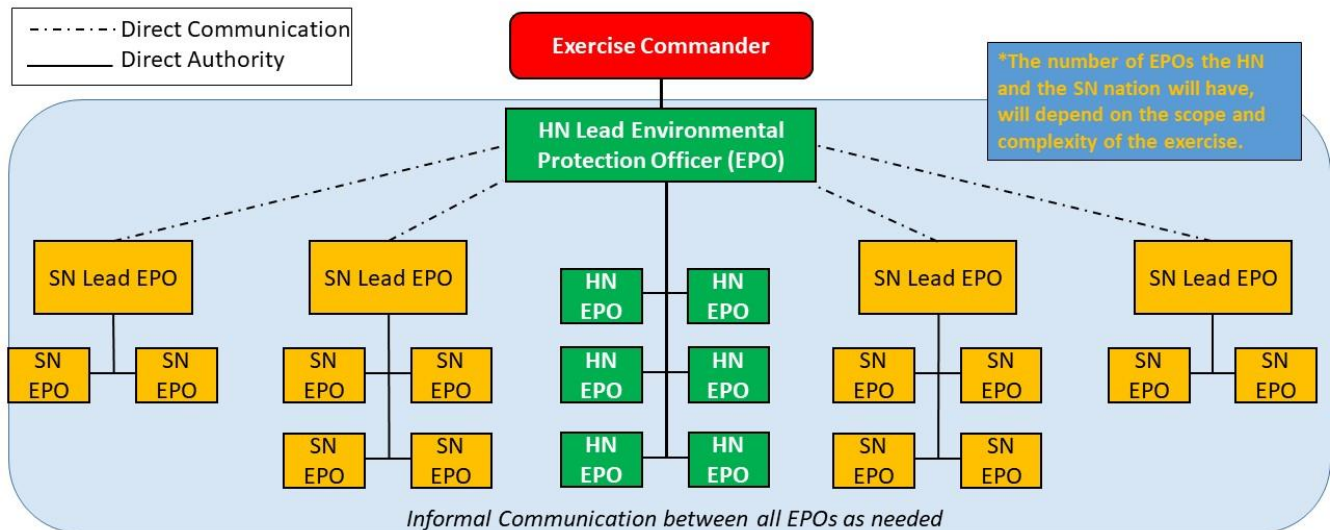 Direct Communication
Direct Authority
Exercise Commander
*The number of EPOs the HN
and the SN nation will have,
will depend on the scope and
complexity of the exercise.
HN Lead Environmental
Protection Officer (EPO)
SN Lead EPO
SN Lead EPO
SN Lead EPO
SN Lead EPO
HN
EPO
HN
EPO
SN
EPO
SN
EPO
SN
EPO
SN
EPO
HN
EPO
HN
EPO
SN
EPO
SN
EPO
SN
EPO
SN
EPO
SN
EPO
SN
EPO
HN
EPO
HN
EPO
SN
EPO
SN
EPO
Informal Communication between all EPOs as needed